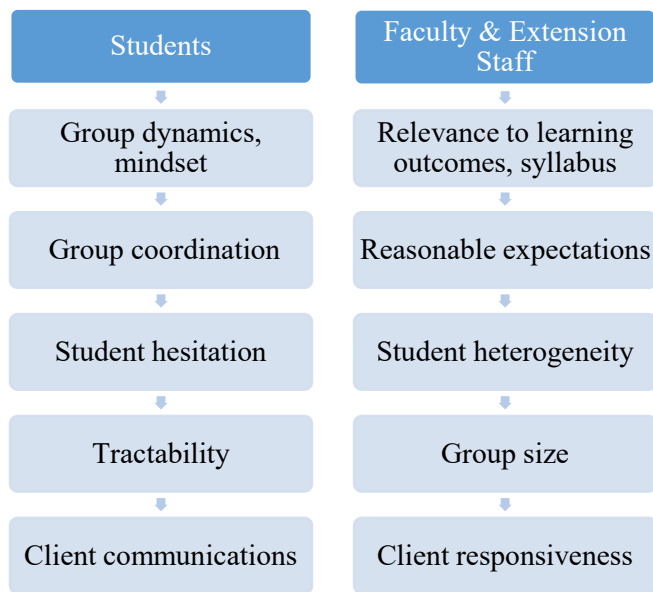 Students
Group dynamics,
mindset
Group coordination
Student hesitation
Tractability
Client communications
Faculty & Extension
Staff
Relevance to learning
outcomes, syllabus
Reasonable expectations
Student heterogeneity
Group size
Client responsiveness